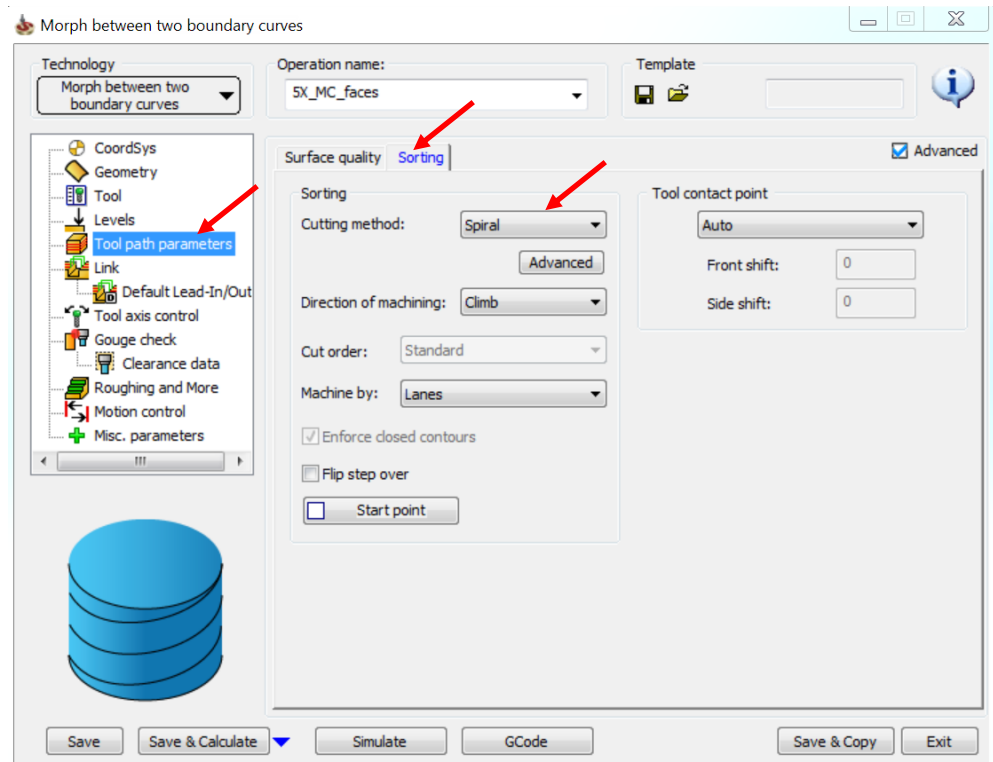 Morph between two boundary curves
Technology
Morph between two
boundary curves
Operation name:
5X_MC_faces
Template
CoordSys
Geometry
Tool
Levels
Tool path parameters
Link
Default Lead-In/Out
Tool axis control
Gouge check
Clearance data
Roughing and More
Motion control
Misc. parameters
Surface quality
Sorting
Advanced
Sorting
Cutting method:
Spiral
Advanced
Direction of machining:
Climb
Cut order:
Standard
Machine by:
Lanes
Enforce closed contours
Flip step over
Start point
Tool contact point
Auto
Front shift:
0
Side shift:
0
Save
Save & Calculate
Simulate
GCode
Save & Copy
Exit